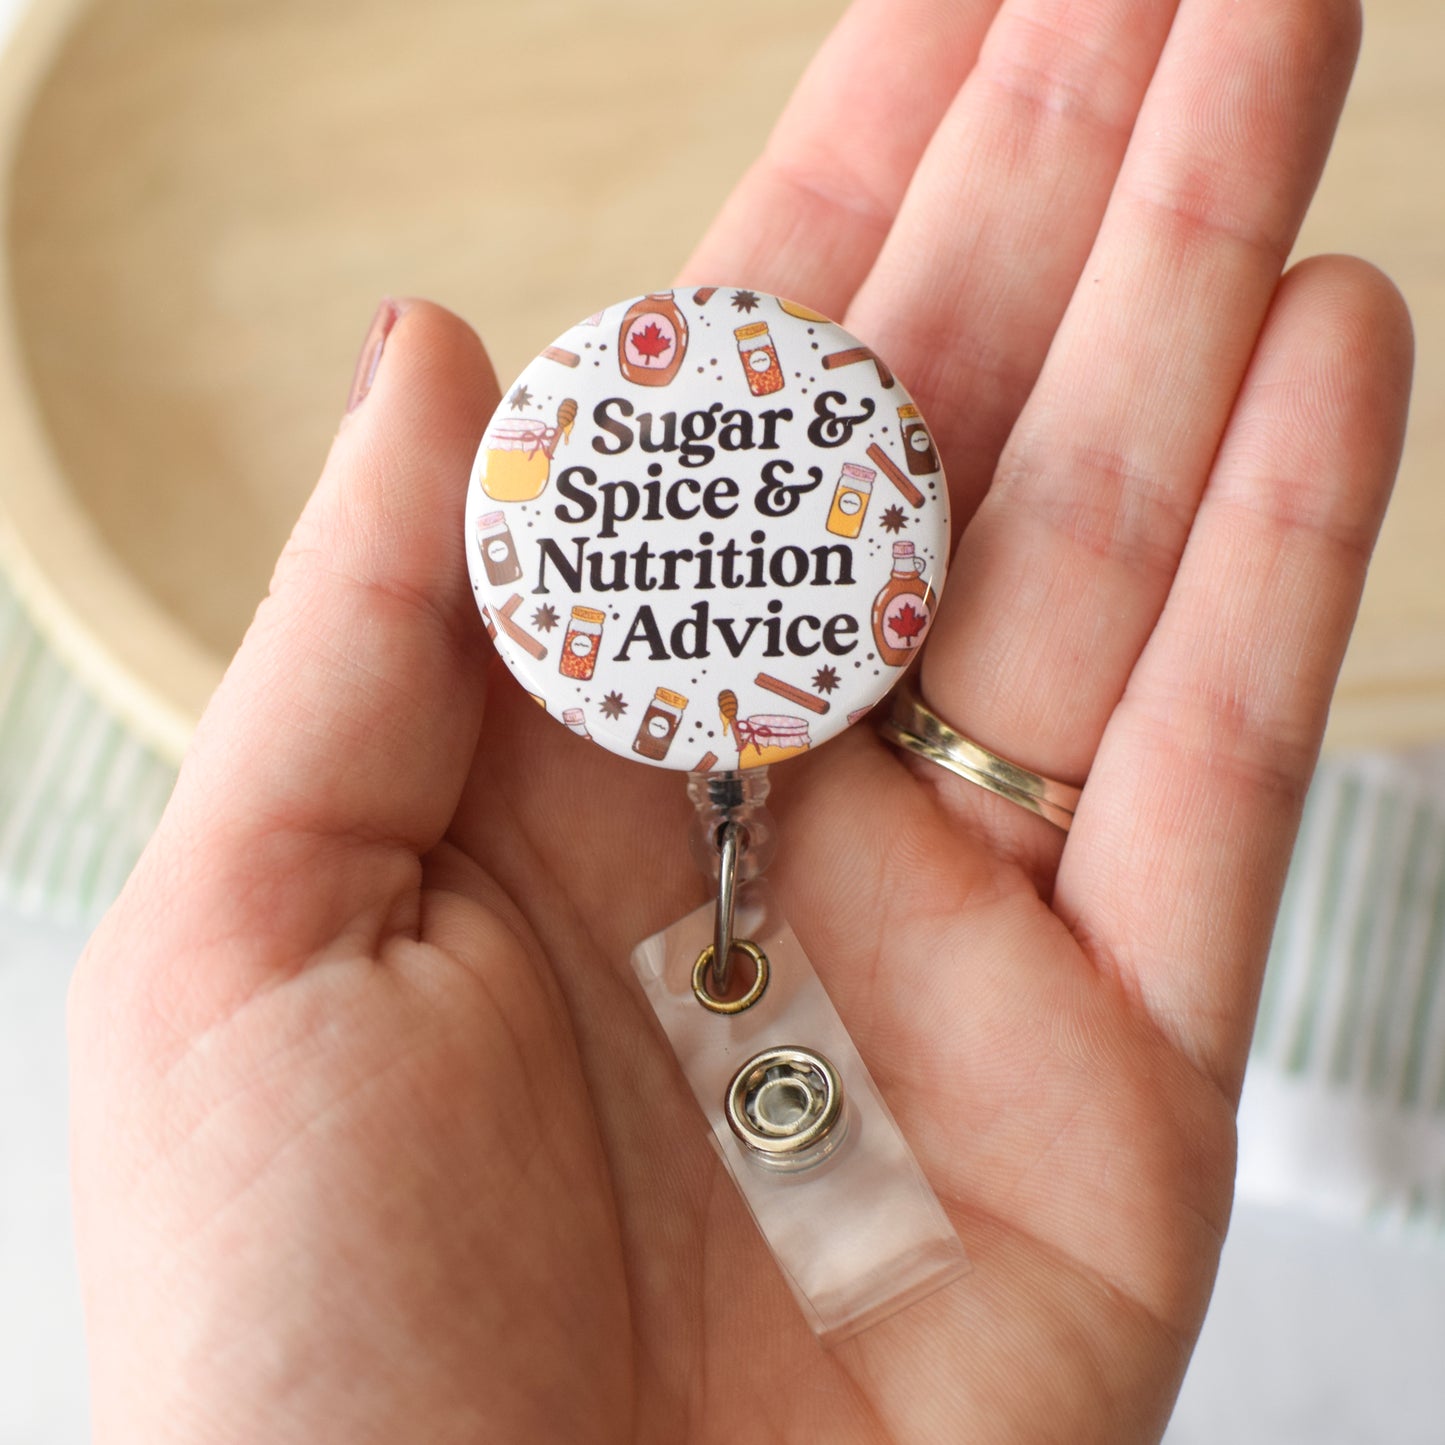 Sugar &
Spice &
Nutrition
Advice